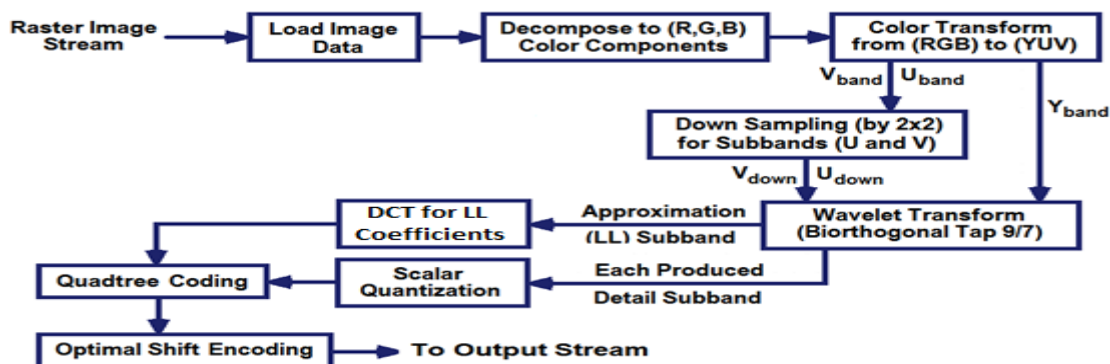 Raster Image
Stream
Load Image
Data
Decompose to (R,G,B)
Color Components
Color Transform
from (RGB) to (YUV)
Vband Uband
Yband
Down Sampling (by 2x2)
for Subbands (U and V)
Vdown Udown
Wavelet Transform
(Biorthogonal Tap 9/7)
Approximation
(LL) Subband
DCT for LL
Coefficients
Each Produced
Detail Subband
Scalar
Quantization
Quadtree Coding
Optimal Shift Encoding
To Output Stream